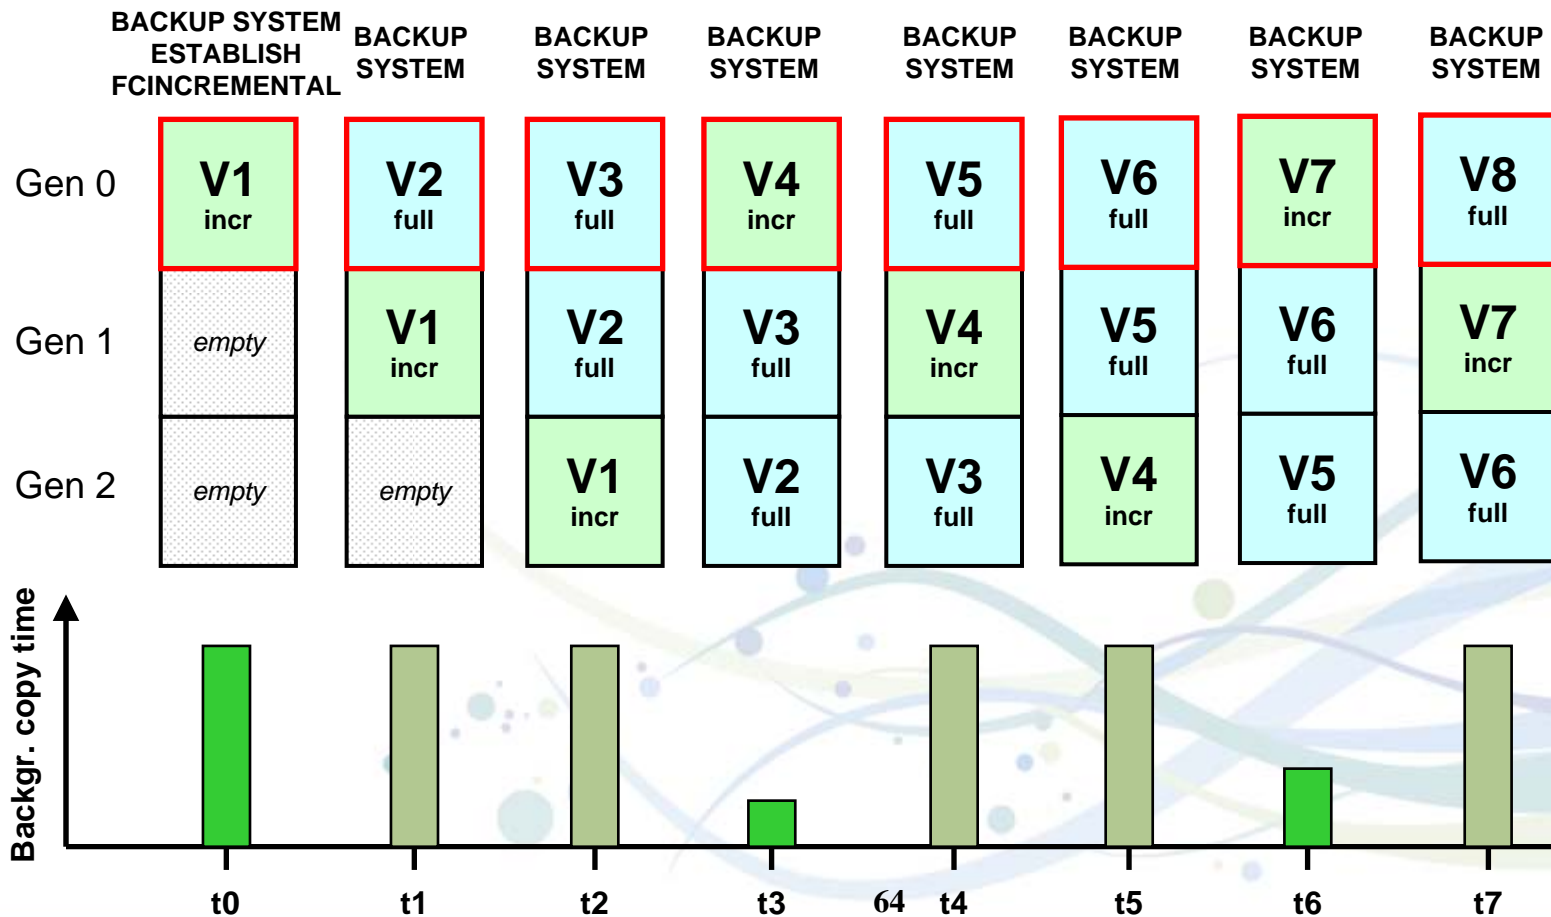 BACKUP SYSTEM
ESTABLISH
FCINCREMENTAL
BACKUP
SYSTEM
BACKUP
SYSTEM
BACKUP
SYSTEM
BACKUP
SYSTEM
BACKUP
SYSTEM
BACKUP
SYSTEM
BACKUP
SYSTEM
Gen 0
V1
incr
V2
full
V3
full
V4
incr
V5
full
V6
full
V7
incr
V8
full
Gen 1
empty
V1
incr
V2
full
V3
full
V4
incr
V5
full
V6
full
V7
incr
Gen 2
empty
empty
V1
incr
V2
full
V3
full
V4
incr
V5
full
V6
full
Backgr. copy time
t0
t1
t2
t3
64
t4
t5
t6
t7